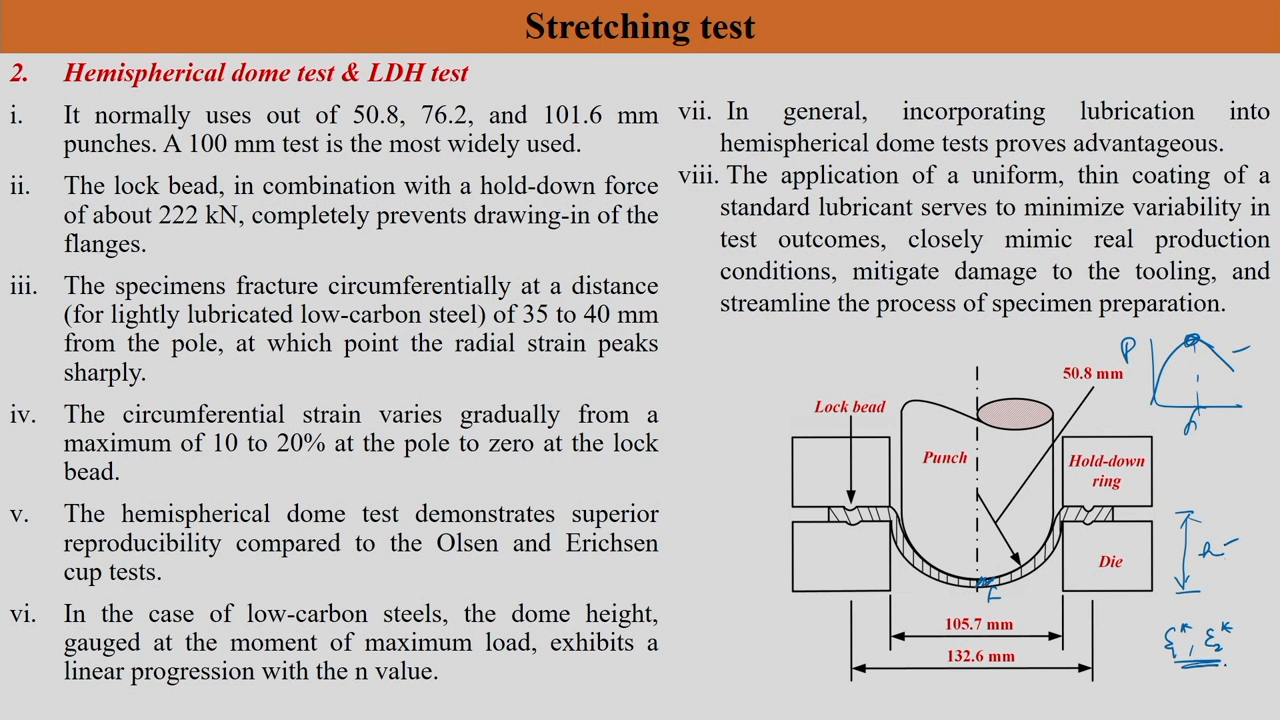 Stretching test
2. Hemispherical dome test & LDH test
i. It normally uses out of 50.8, 76.2, and 101.6 mm
punches. A 100 mm test is the most widely used.
ii. The lock bead, in combination with a hold-down force
of about 222 kN, completely prevents drawing-in of the
flanges.
iii. The specimens fracture circumferentially at a distance
(for lightly lubricated low-carbon steel) of 35 to 40 mm
from the pole, at which point the radial strain peaks
sharply.
iv. The circumferential strain varies gradually from a
maximum of 10 to 20% at the pole to zero at the lock
bead.
v. The hemispherical dome test demonstrates superior
reproducibility compared to the Olsen and Erichsen
cup tests.
vi. In the case of low-carbon steels, the dome height,
gauged at the moment of maximum load, exhibits a
linear progression with the n value.
vii. In general, incorporating lubrication into
hemispherical dome tests proves advantageous.
viii. The application of a uniform, thin coating of a
standard lubricant serves to minimize variability in
test outcomes, closely mimic real production
conditions, mitigate damage to the tooling, and
streamline the process of specimen preparation.
P
50.8 mm
Lock bead
Punch
Hold-down
ring
Die
h
F
105.7 mm
132.6 mm
ε1*, ε2*